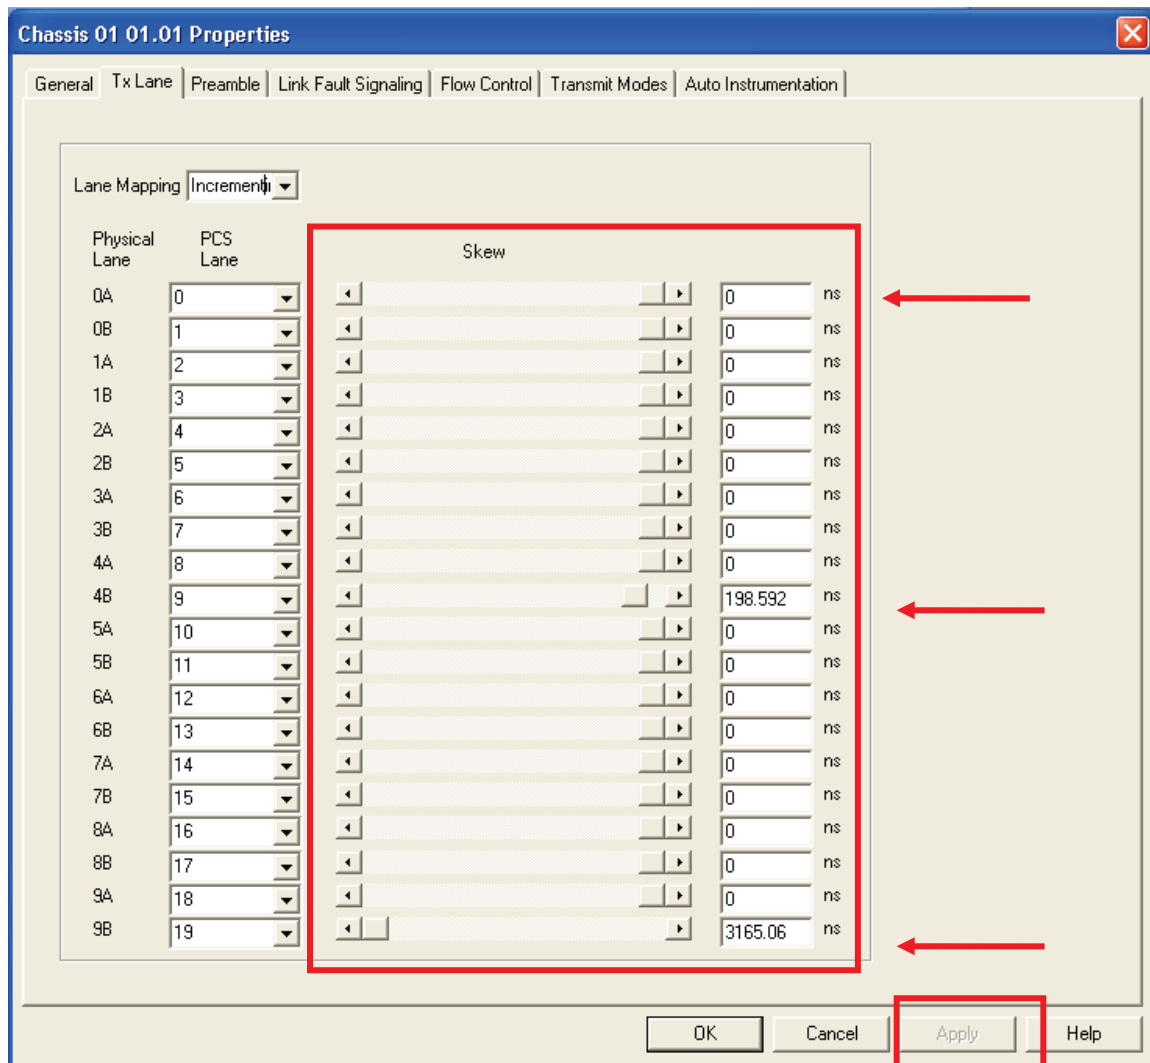 Chassis 01 01.01 Properties
General Tx Lane Preamble Link Fault Signaling Flow Control Transmit Modes Auto Instrumentation
Lane Mapping
Physical Lane PCS Lane Skew
0A 0 0 ns
0B 1 0 ns
1A 2 0 ns
1B 3 0 ns
2A 4 0 ns
2B 5 0 ns
3A 6 0 ns
3B 7 0 ns
4A 8 0 ns
4B 9 198.592 ns
5A 10 0 ns
5B 11 0 ns
6A 12 0 ns
6B 13 0 ns
7A 14 0 ns
7B 15 0 ns
8A 16 0 ns
8B 17 0 ns
9A 18 0 ns
9B 19 3165.06 ns
OK Cancel Apply Help